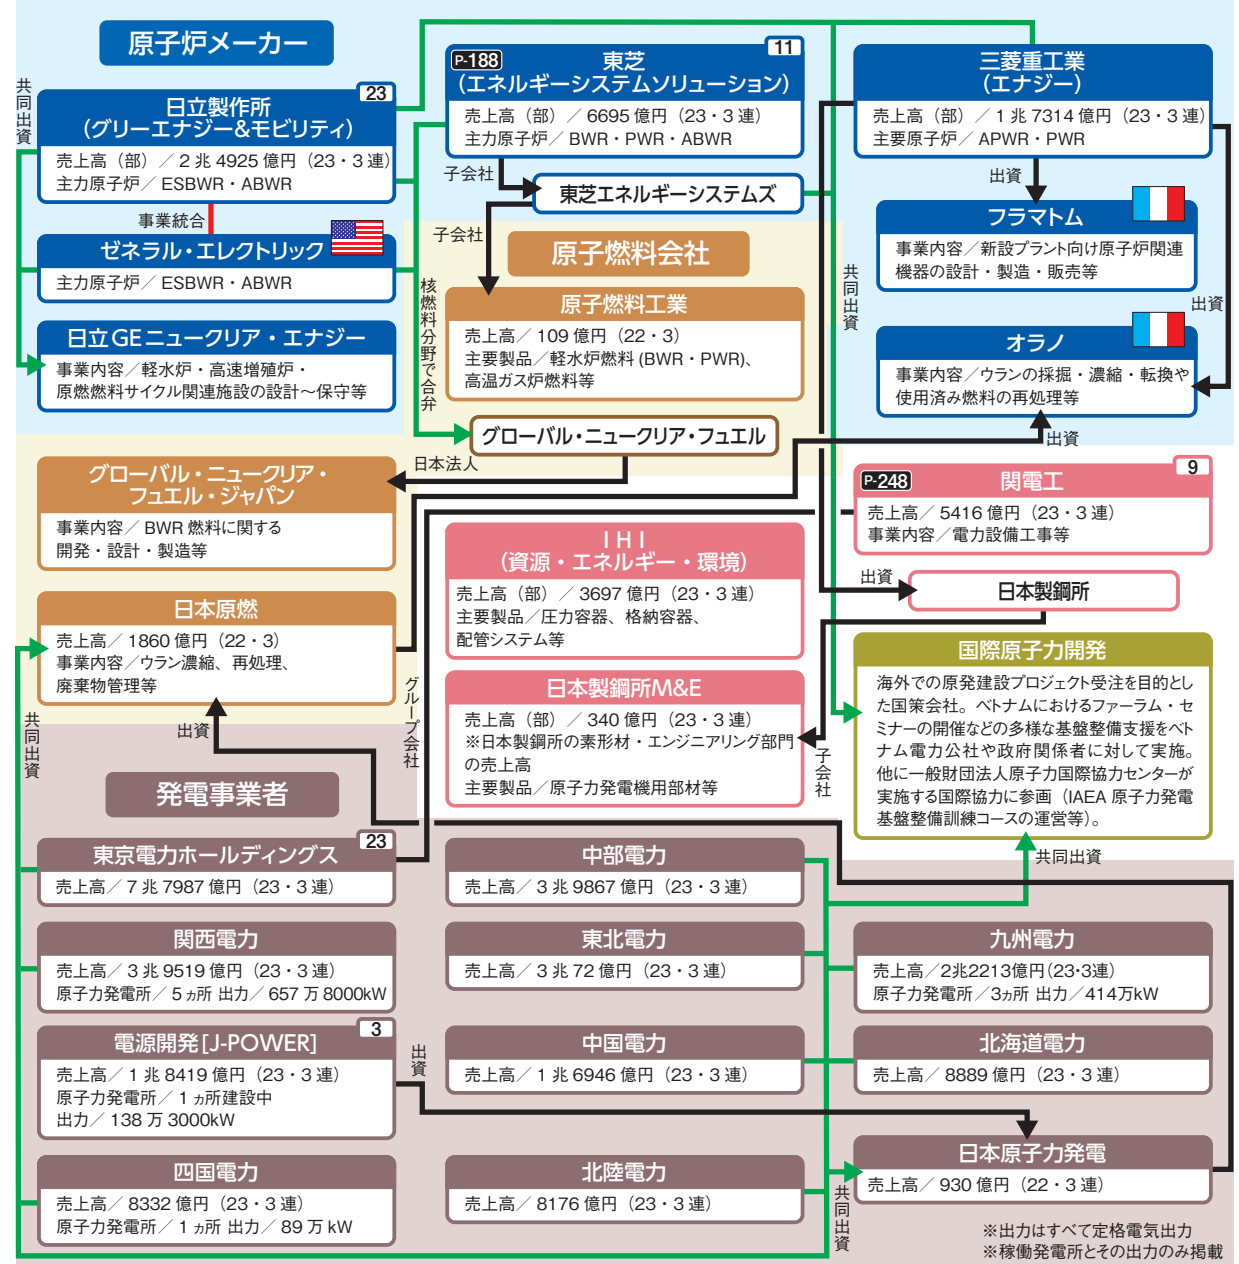 原子炉メーカー
共同出資
23
日立製作所
(グリーエナジー&モビリティ)
売上高（部）／2兆4925億円（23・3連）
主力原子炉／ESBWR・ABWR
事業統合
ゼネラル・エレクトリック
主力原子炉／ESBWR・ABWR
日立GEニュークリア・エナジー
事業内容／軽水炉・高速増殖炉・
原燃燃料サイクル関連施設の設計〜保守等
P-188
11
東芝
(エネルギーシステムソリューション)
売上高（部）／6695億円（23・3連）
主力原子炉／BWR・PWR・ABWR
子会社
東芝エネルギーシステムズ
子会社
三菱重工業
(エナジー)
売上高（部）／1兆7314億円（23・3連）
主要原子炉／APWR・PWR
出資
フラマトム
事業内容／新設プラント向け原子炉関連
機器の設計・製造・販売等
出資
共同出資
オラノ
事業内容／ウランの採掘・濃縮・転換や
使用済み燃料の再処理等
出資
原子燃料会社
核燃料分野で合弁
原子燃料工業
売上高／109億円（22・3）
主要製品／軽水炉燃料(BWR・PWR)、
高温ガス炉燃料等
グローバル・ニュークリア・フュエル
日本法人
グローバル・ニュークリア・
フュエル・ジャパン
事業内容／BWR燃料に関する
開発・設計・製造等
日本原燃
売上高／1860億円（22・3）
事業内容／ウラン濃縮、再処理、
廃棄物管理等
IHI
(資源・エネルギー・環境)
売上高（部）／3697億円（23・3連）
主要製品／圧力容器、格納容器、
配管システム等
日本製鋼所M&E
売上高（部）／340億円（23・3連）
※日本製鋼所の素形材・エンジニアリング部門
の売上高
主要製品／原子力発電機用部材等
P-248
9
関電工
売上高／5416億円（23・3連）
事業内容／電力設備工事等
出資
日本製鋼所
子会社
国際原子力開発
海外での原発建設プロジェクト受注を目的とし
た国策会社。ベトナムにおけるファーラム・セ
ミナーの開催などの多様な基盤整備支援をベト
ナム電力公社や政府関係者に対して実施。
他に一般財団法人原子力国際協力センターが
実施する国際協力に参画（IAEA原子力発電
基盤整備訓練コースの運営等）。
共同出資
グループ会社
出資
共同出資
発電事業者
23
東京電力ホールディングス
売上高／7兆7987億円（23・3連）
中部電力
売上高／3兆9867億円（23・3連）
関西電力
売上高／3兆9519億円（23・3連）
原子力発電所／5ヵ所 出力／657万8000kW
東北電力
売上高／3兆72億円（23・3連）
九州電力
売上高／2兆2213億円(23・3連)
原子力発電所／3ヵ所 出力／414万kW
3
電源開発[J-POWER]
売上高／1兆8419億円（23・3連）
原子力発電所／1ヵ所建設中
出力／138万3000kW
出資
中国電力
売上高／1兆6946億円（23・3連）
北海道電力
売上高／8889億円（23・3連）
四国電力
売上高／8332億円（23・3連）
原子力発電所／1ヵ所 出力／89万kW
北陸電力
売上高／8176億円（23・3連）
共同出資
日本原子力発電
売上高／930億円（22・3連）
※出力はすべて定格電気出力
※稼働発電所とその出力のみ掲載